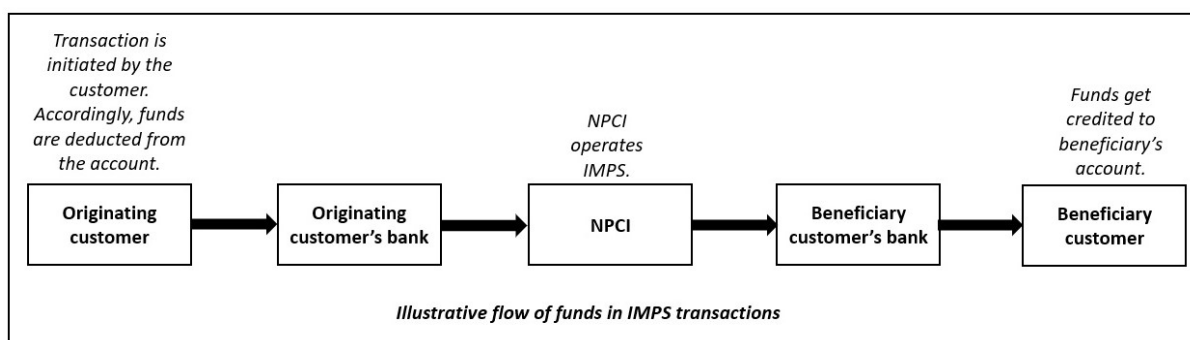 Transaction is
initiated by the
customer.
Accordingly, funds
are deducted from
the account.
NPCI
operates
IMPS.
Funds get
credited to
beneficiary’s
account.
Originating
customer
Originating
customer’s bank
NPCI
Beneficiary
customer’s bank
Beneficiary
customer
Illustrative flow of funds in IMPS transactions